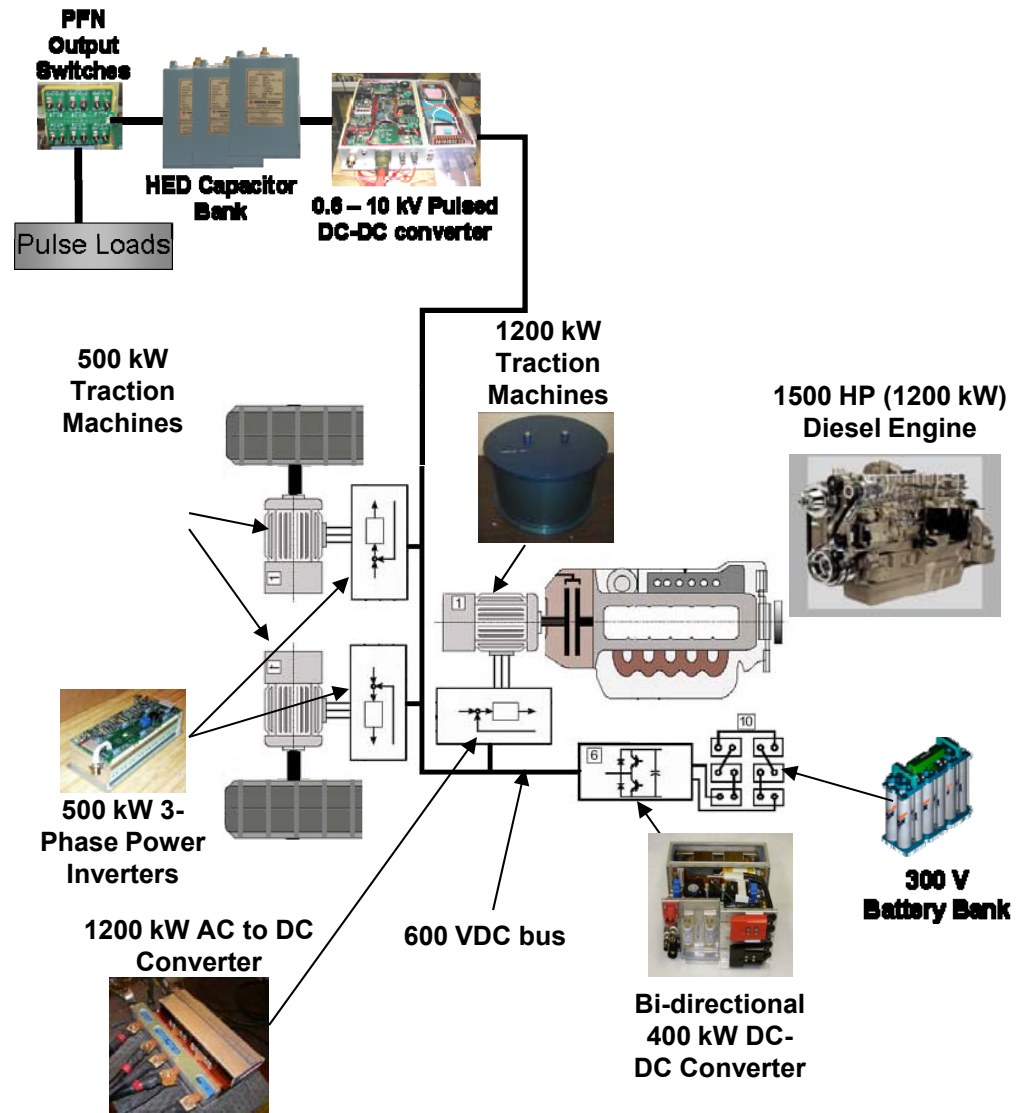 PFN
Output
Switches
HED Capacitor
Bank
0.6 – 10 kV Pulsed
DC-DC converter
Pulse Loads
500 kW
Traction
Machines
1200 kW
Traction
Machines
1500 HP (1200 kW)
Diesel Engine
1
1
1
6
10
500 kW 3-
Phase Power
Inverters
1200 kW AC to DC
Converter
600 VDC bus
Bi-directional
400 kW DC-
DC Converter
300 V
Battery Bank